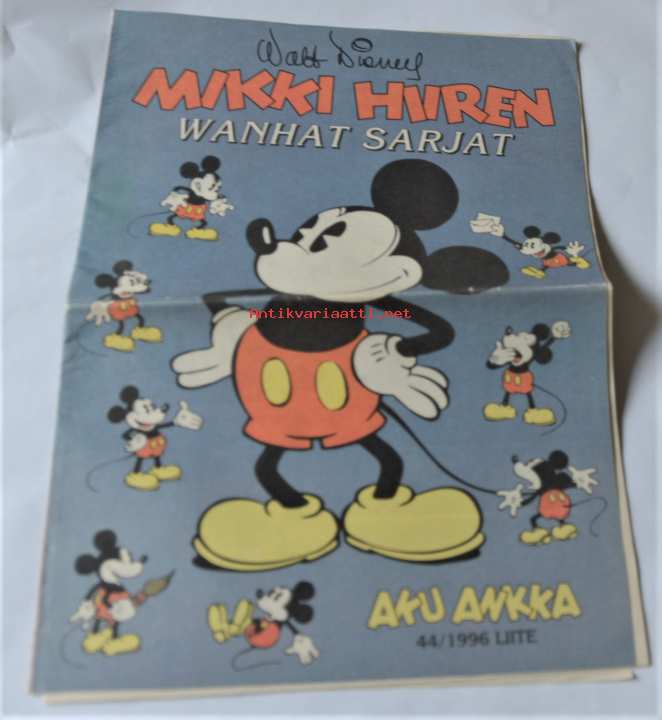 Walt Disney
MIKKI HIIREN
WANHAT SARJAT
Antikvariaatti.net
AKU ANKKA
44/1996 LIITE